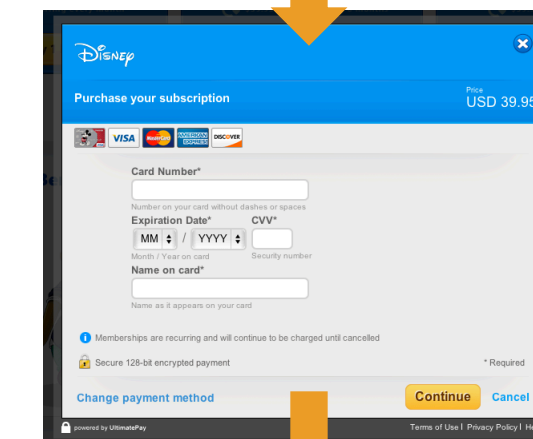 Disney
Purchase your subscription
Price
USD 39.95
VISA MasterCard AMERICAN EXPRESS DISCOVER
Card Number*
Number on your card without dashes or spaces
Expiration Date* CVV*
MM / YYYY
Month / Year on card Security number
Name on card*
Name as it appears on your card
Memberships are recurring and will continue to be charged until cancelled
Secure 128-bit encrypted payment * Required
Change payment method Continue Cancel
powered by UltimatePay Terms of Use | Privacy Policy |